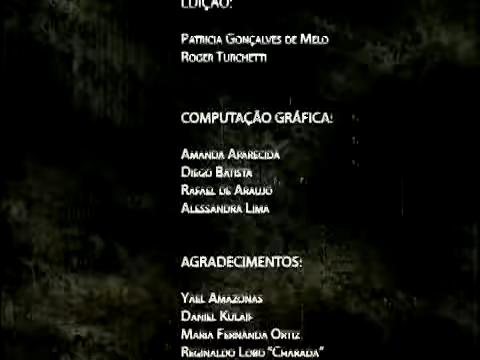 EDIÇÃO:
PATRICIA GONÇALVES DE MELO
ROGER TURCHETTI
COMPUTAÇÃO GRÁFICA:
AMANDA APARECIDA
DIEGO BATISTA
RAFAEL DE ARAUJO
ALESSANDRA LIMA
AGRADECIMENTOS:
YAEL AMAZONAS
DANIEL KULAIF
MARIA FERNANDA ORTIZ
REGINALDO LOBO "CHARADA"